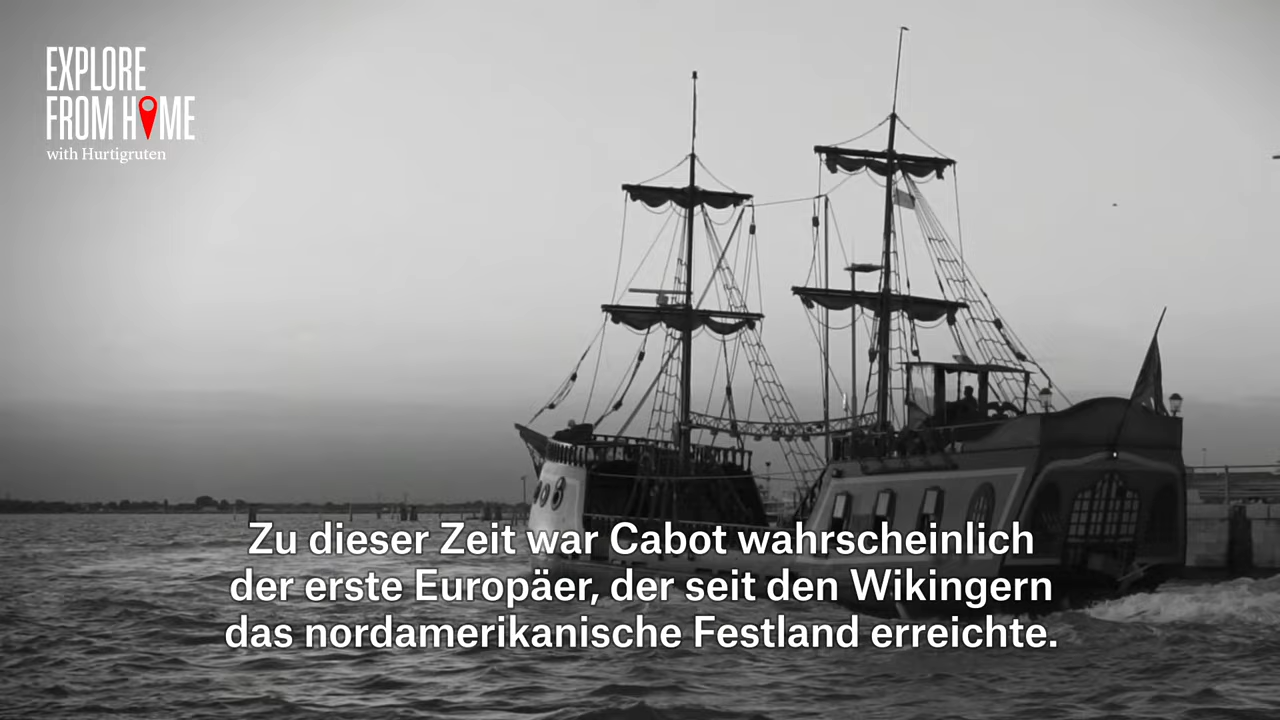 EXPLORE
FROM HOME
with Hurtigruten
Zu dieser Zeit war Cabot wahrscheinlich
der erste Europäer, der seit den Wikingern
das nordamerikanische Festland erreichte.